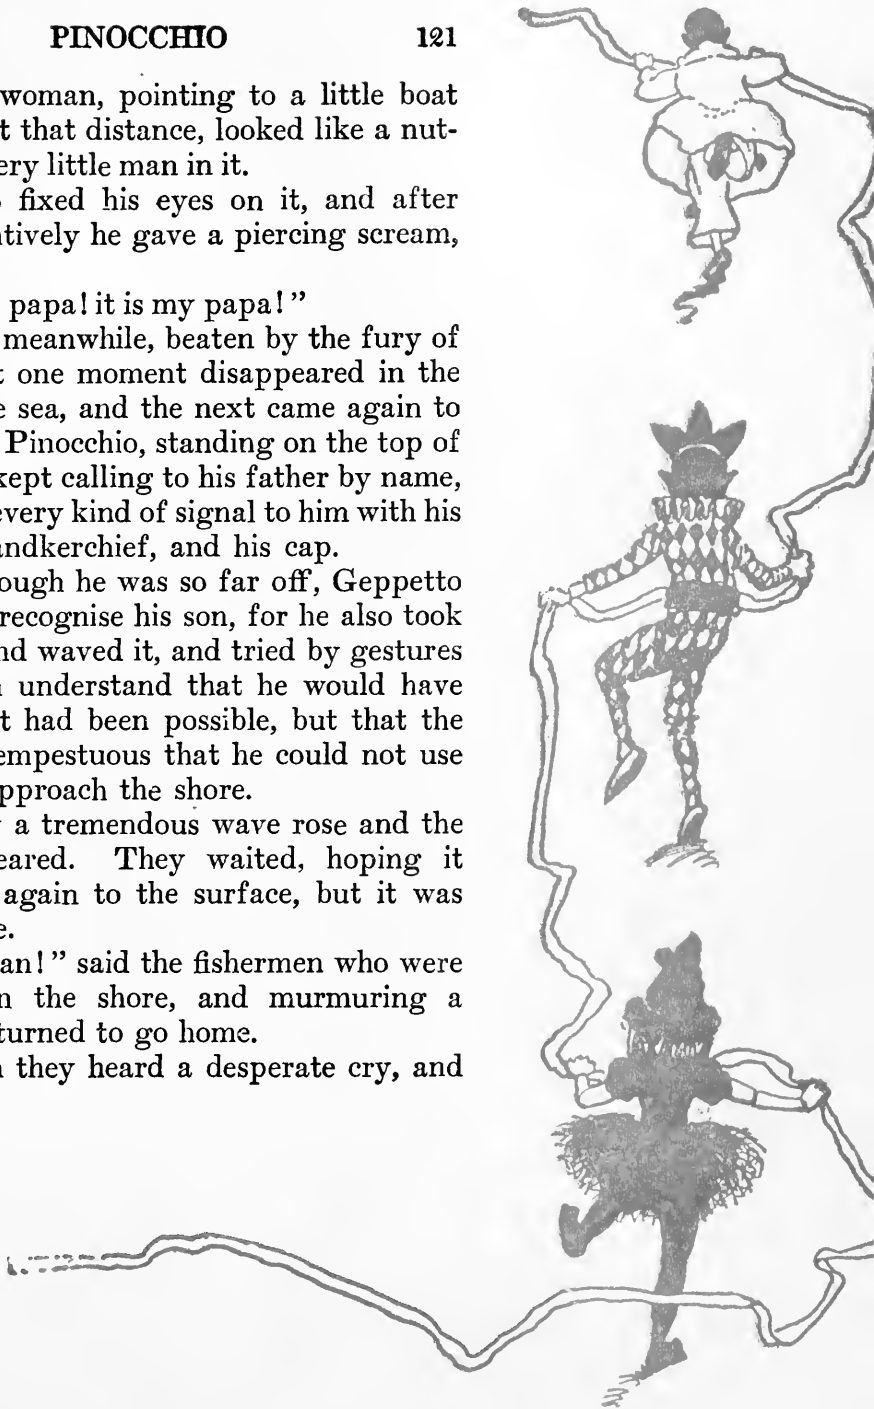 PINOCCHIO 121
woman, pointing to a little boat
t that distance, looked like a nut-
ery little man in it.
fixed his eyes on it, and after
ntively he gave a piercing scream,
papa! it is my papa!”
meanwhile, beaten by the fury of
one moment disappeared in the
e sea, and the next came again to
Pinocchio, standing on the top of
kept calling to his father by name,
every kind of signal to him with his
andkerchief, and his cap.
ough he was so far off, Geppetto
recognise his son, for he also took
nd waved it, and tried by gestures
understand that he would have
t had been possible, but that the
empestuous that he could not use
pproach the shore.
a tremendous wave rose and the
eared. They waited, hoping it
again to the surface, but it was
e.
an!” said the fishermen who were
n the shore, and murmuring a
turned to go home.
they heard a desperate cry, and